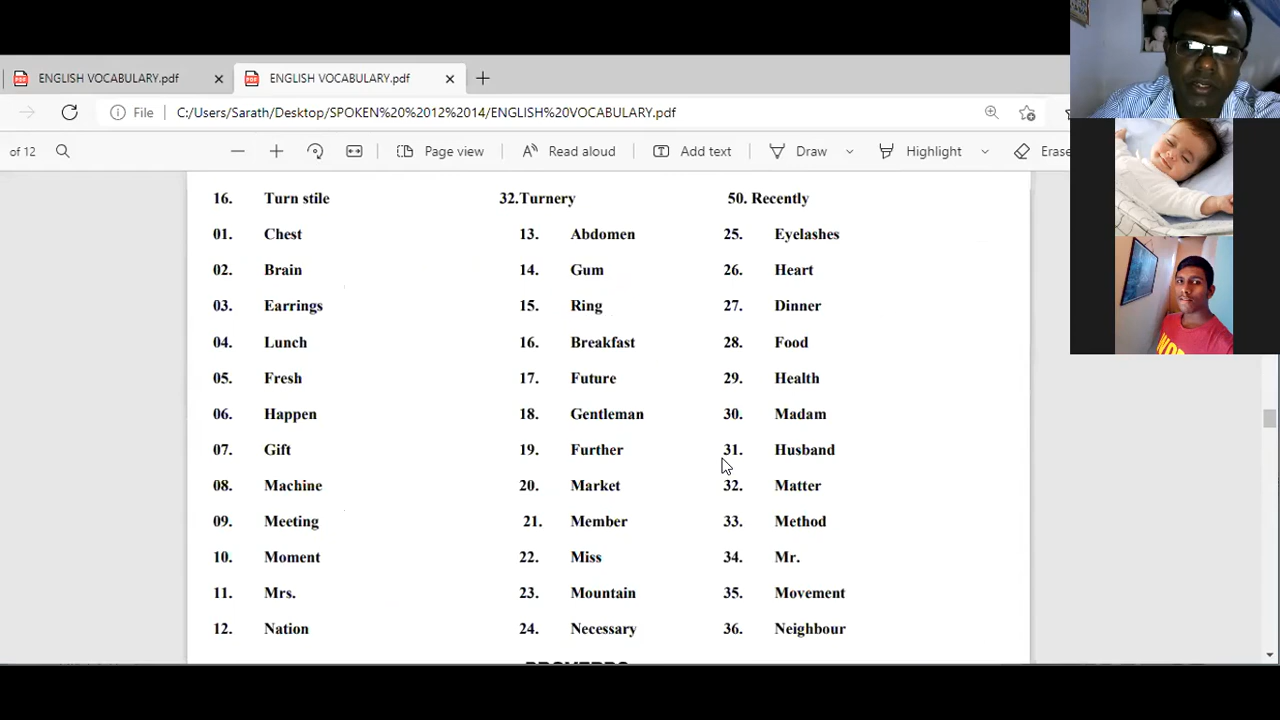 ENGLISH VOCABULARY.pdf ENGLISH VOCABULARY.pdf
File C:/Users/Sarath/Desktop/SPOKEN%20%2012%2014/ENGLISH%20VOCABULARY.pdf
of 12 Page view Read aloud Add text Draw Highlight Erase
16. Turn stile 32.Turnery 50. Recently
01. Chest 13. Abdomen 25. Eyelashes
02. Brain 14. Gum 26. Heart
03. Earrings 15. Ring 27. Dinner
04. Lunch 16. Breakfast 28. Food
05. Fresh 17. Future 29. Health
06. Happen 18. Gentleman 30. Madam
07. Gift 19. Further 31. Husband
08. Machine 20. Market 32. Matter
09. Meeting 21. Member 33. Method
10. Moment 22. Miss 34. Mr.
11. Mrs. 23. Mountain 35. Movement
12. Nation 24. Necessary 36. Neighbour
PROVERBS